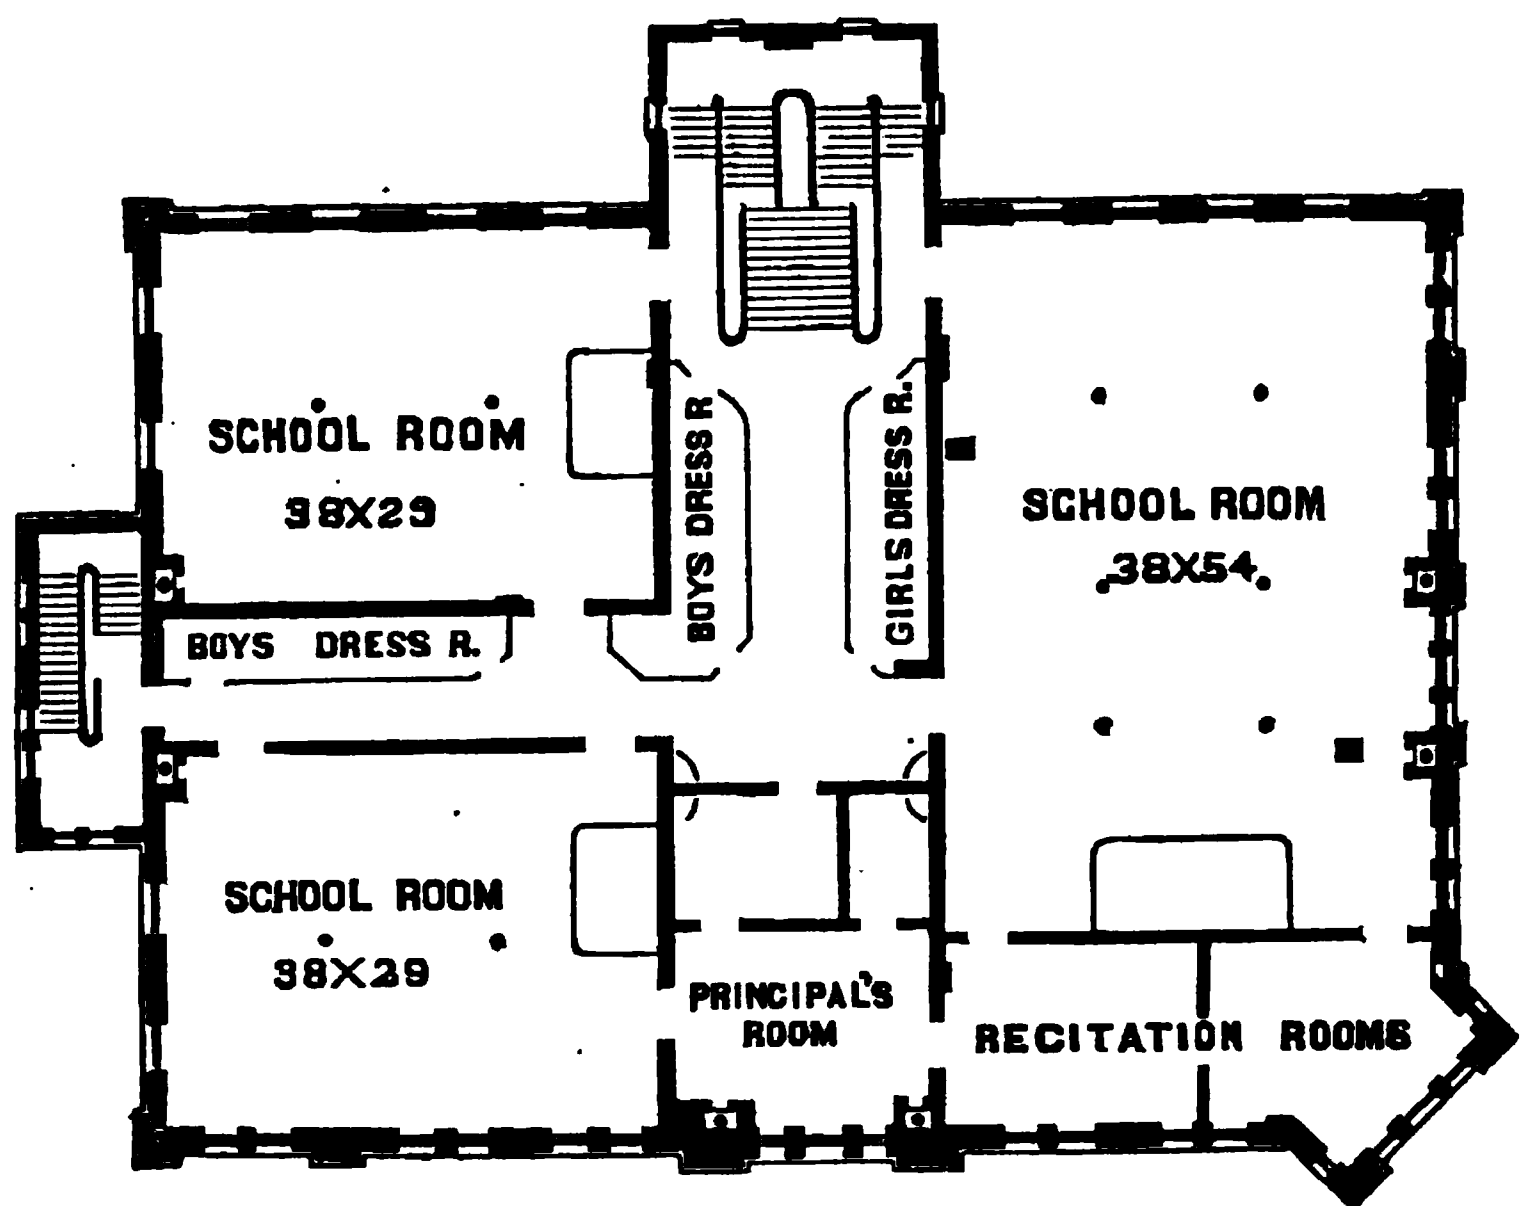 SCHOOL ROOM
38X29
BOYS DRESS R
GIRLS DRESS R.
SCHOOL ROOM
38X54
BOYS DRESS R.
SCHOOL ROOM
38X29
PRINCIPAL'S
ROOM
RECITATION ROOMS